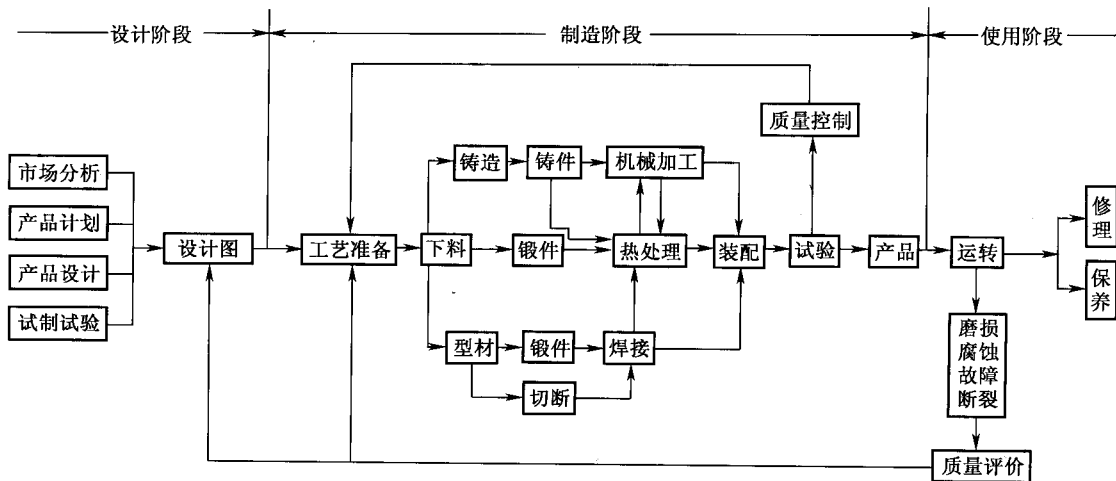 设计阶段
制造阶段
使用阶段
质量控制
市场分析
产品计划
产品设计
试制试验
设计图
工艺准备
下料
铸造
铸件
机械加工
锻件
热处理
装配
试验
产品
运转
修
理
保
养
型材
锻件
焊接
切断
磨损
腐蚀
故障
断裂
质量评价